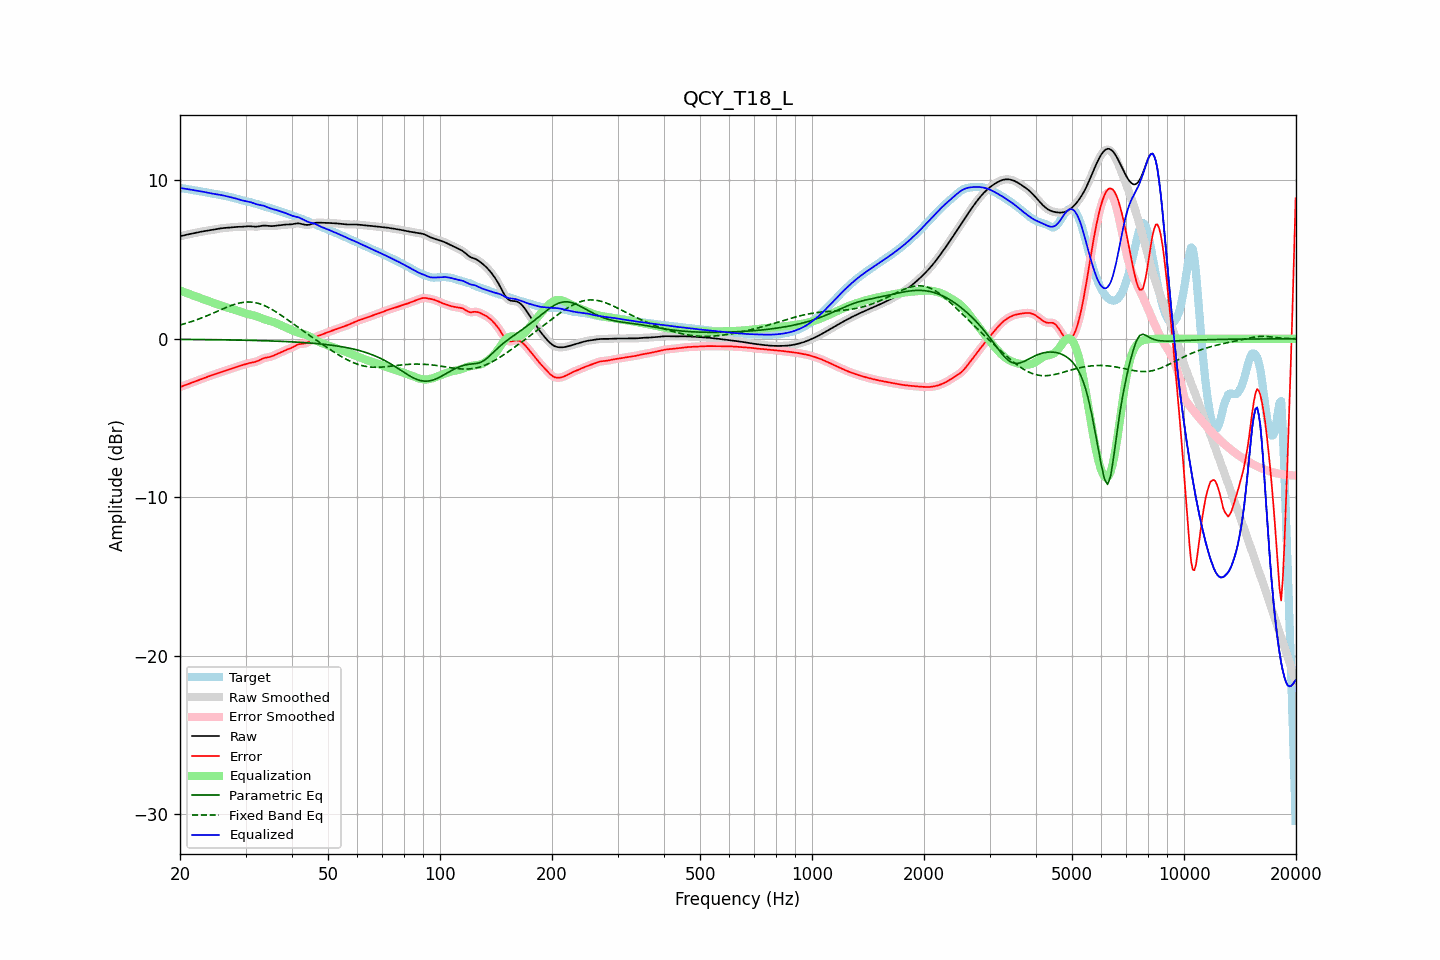 QCY_T18_L
Amplitude (dBr)
10
0
−10
−20
−30
Target
Raw Smoothed
Error Smoothed
Raw
Error
Equalization
Parametric Eq
Fixed Band Eq
Equalized
20 50 100 200 500 1000 2000 5000 10000 20000
Frequency (Hz)